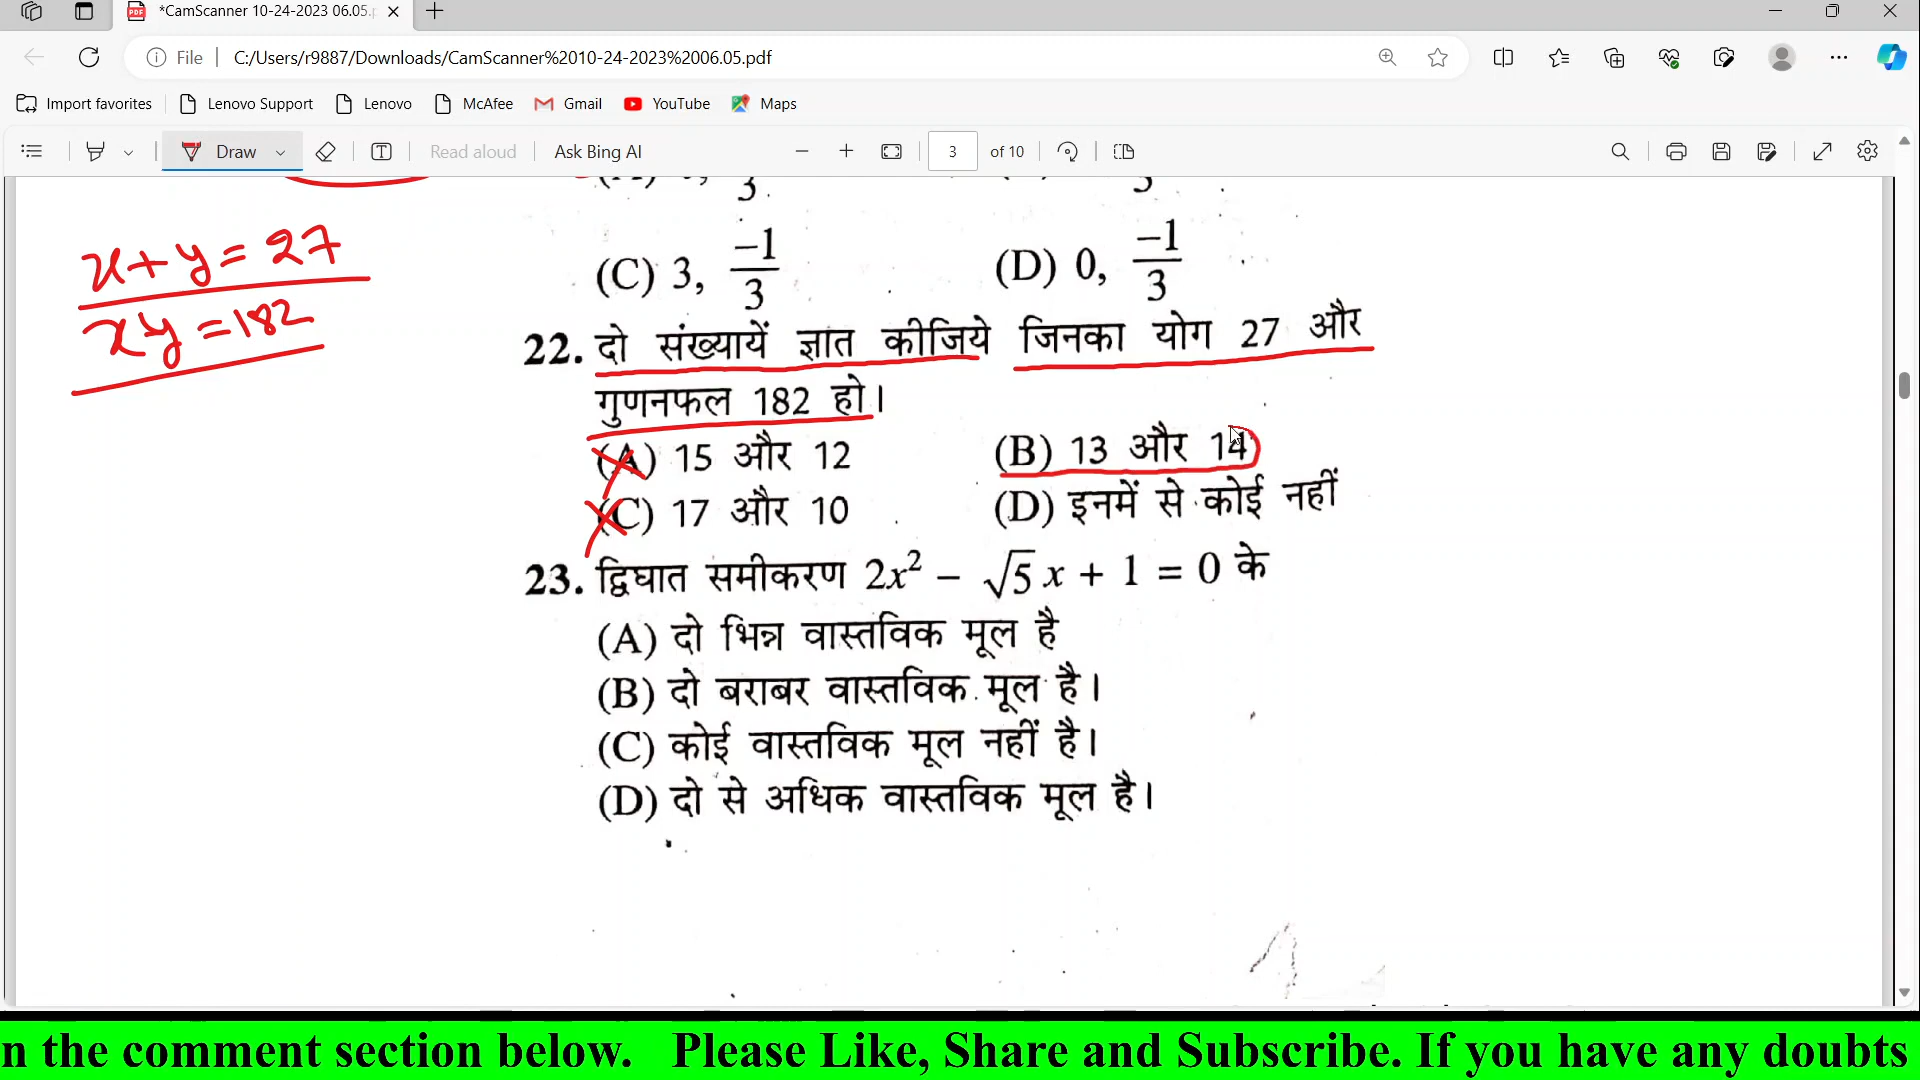 *CamScanner 10-24-2023 06.05.p
File
C:/Users/r9887/Downloads/CamScanner%2010-24-2023%2006.05.pdf
Import favorites
Lenovo Support
Lenovo
McAfee
Gmail
YouTube
Maps
Draw
Read aloud
Ask Bing AI
3
of 10
x+y=27
xy=182
3.
3
(C) 3, -1/3
(D) 0, -1/3
22. दो संख्यायें ज्ञात कीजिये जिनका योग 27 और
गुणनफल 182 हो।
(A) 15 और 12
(B) 13 और 14
(C) 17 और 10
(D) इनमें से कोई नहीं
23. द्विघात समीकरण 2x² - √5 x + 1 = 0 के
(A) दो भिन्न वास्तविक मूल है
(B) दो बराबर वास्तविक मूल है।
(C) कोई वास्तविक मूल नहीं है।
(D) दो से अधिक वास्तविक मूल है।
n the comment section below. Please Like, Share and Subscribe. If you have any doubts